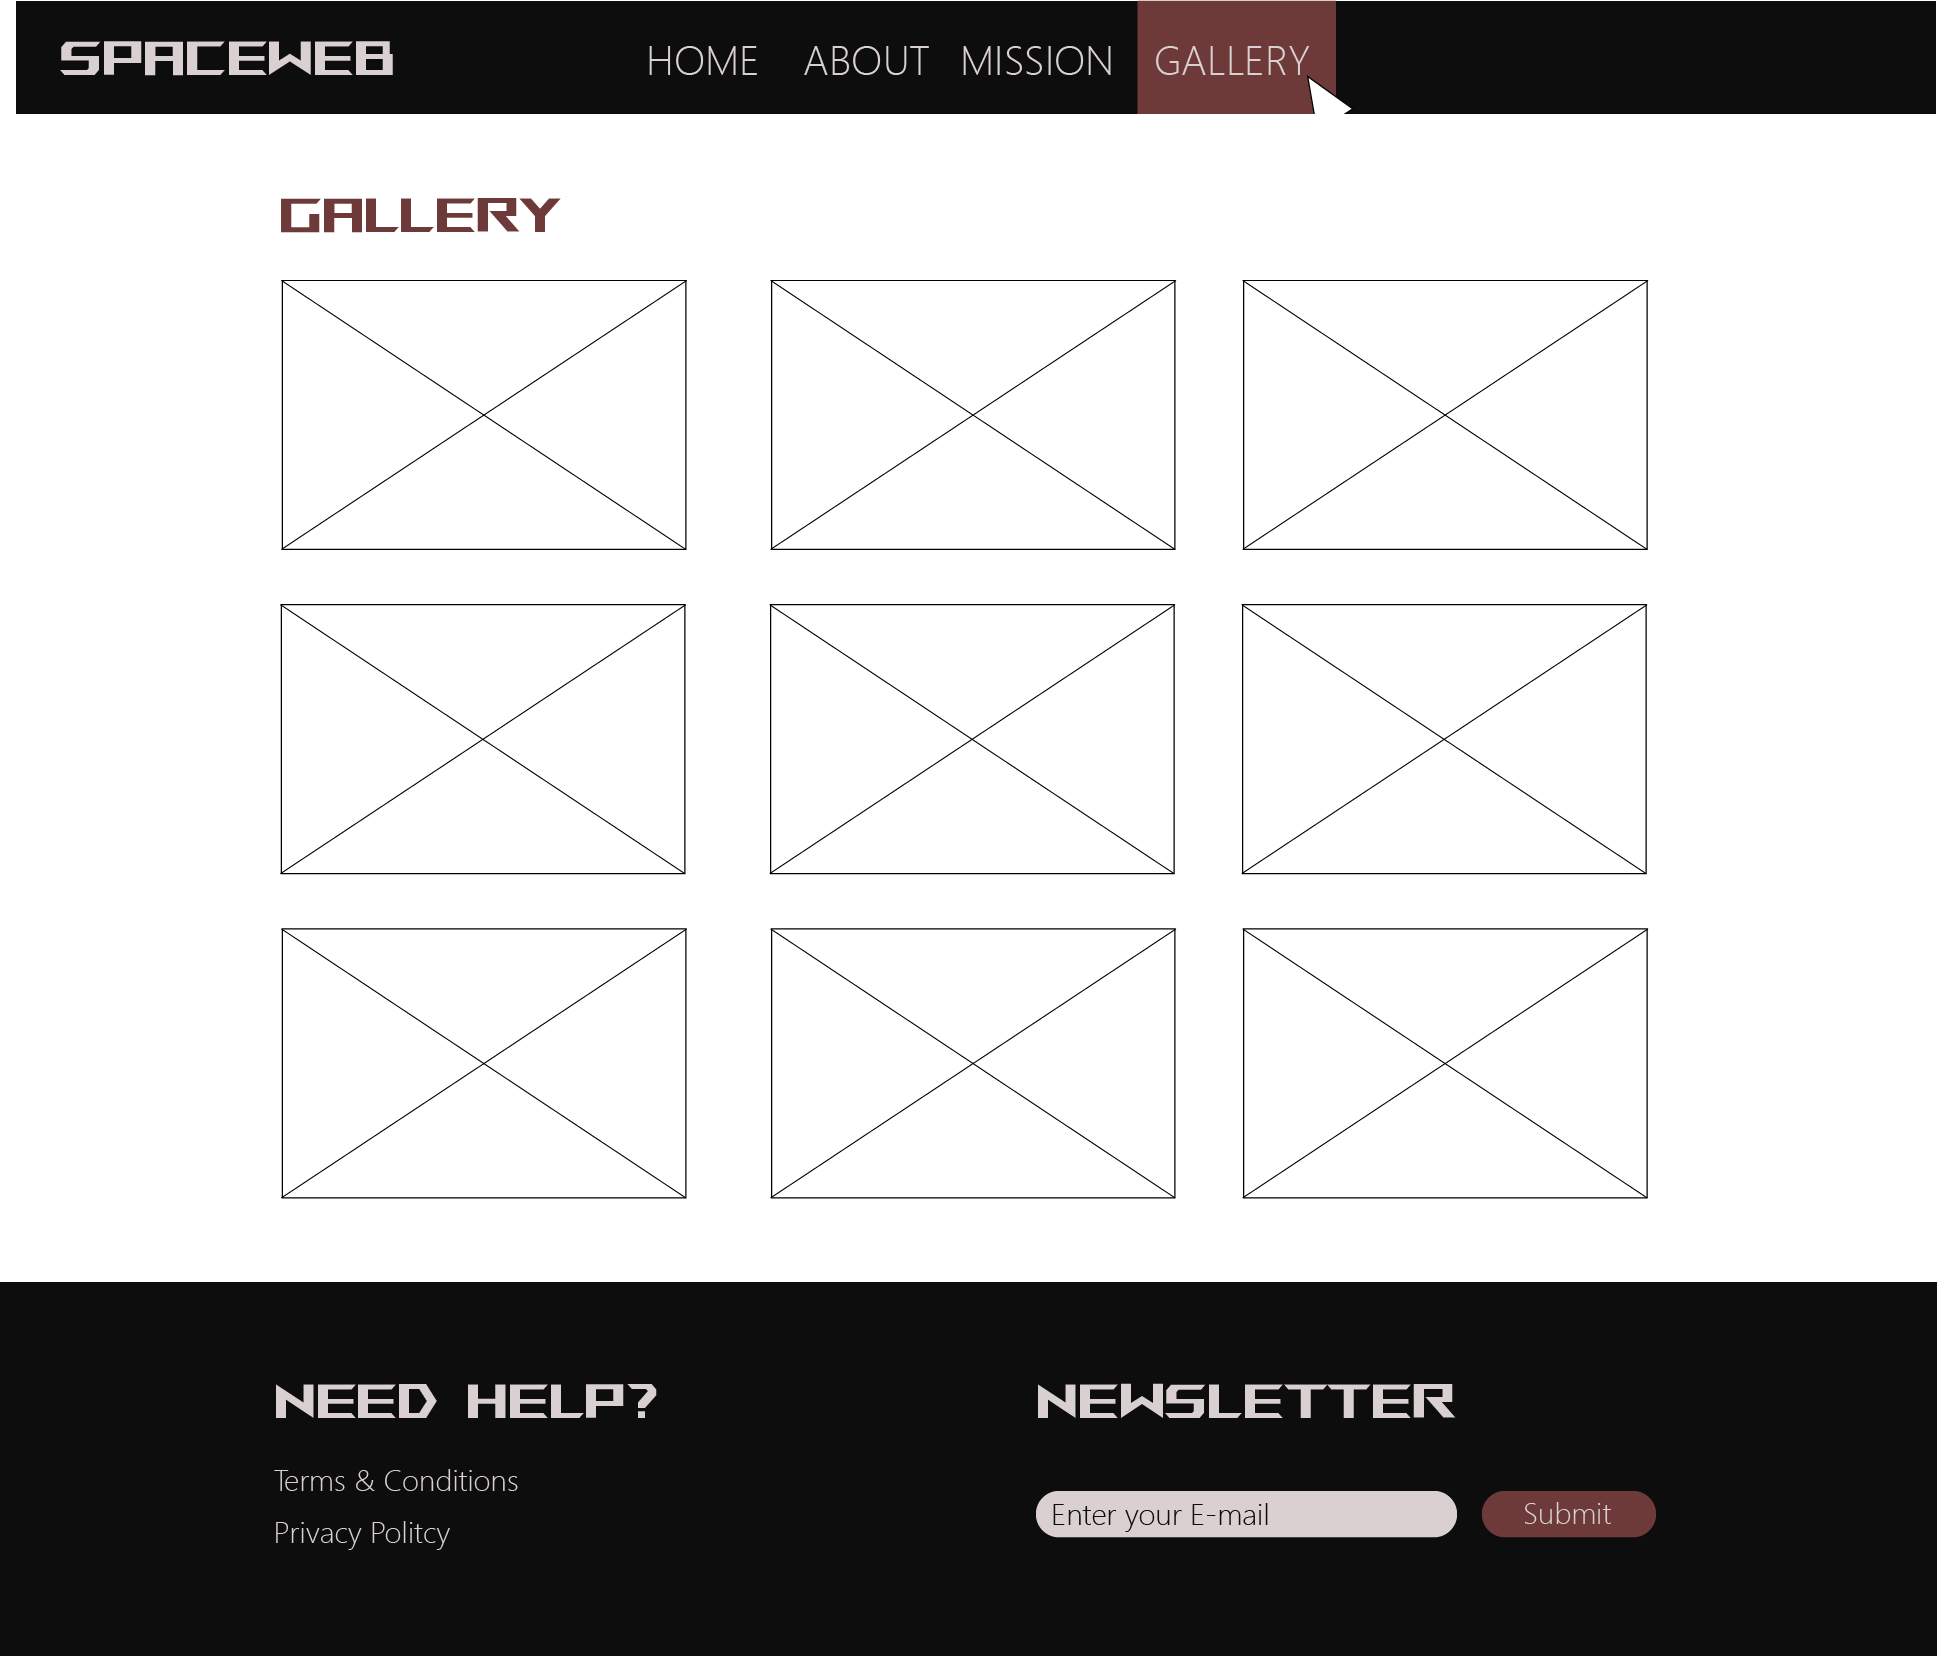 SPACEWEB
HOME ABOUT MISSION GALLERY
GALLERY
NEED HELP?
Terms & Conditions
Privacy Politcy
NEWSLETTER
Enter your E-mail
Submit